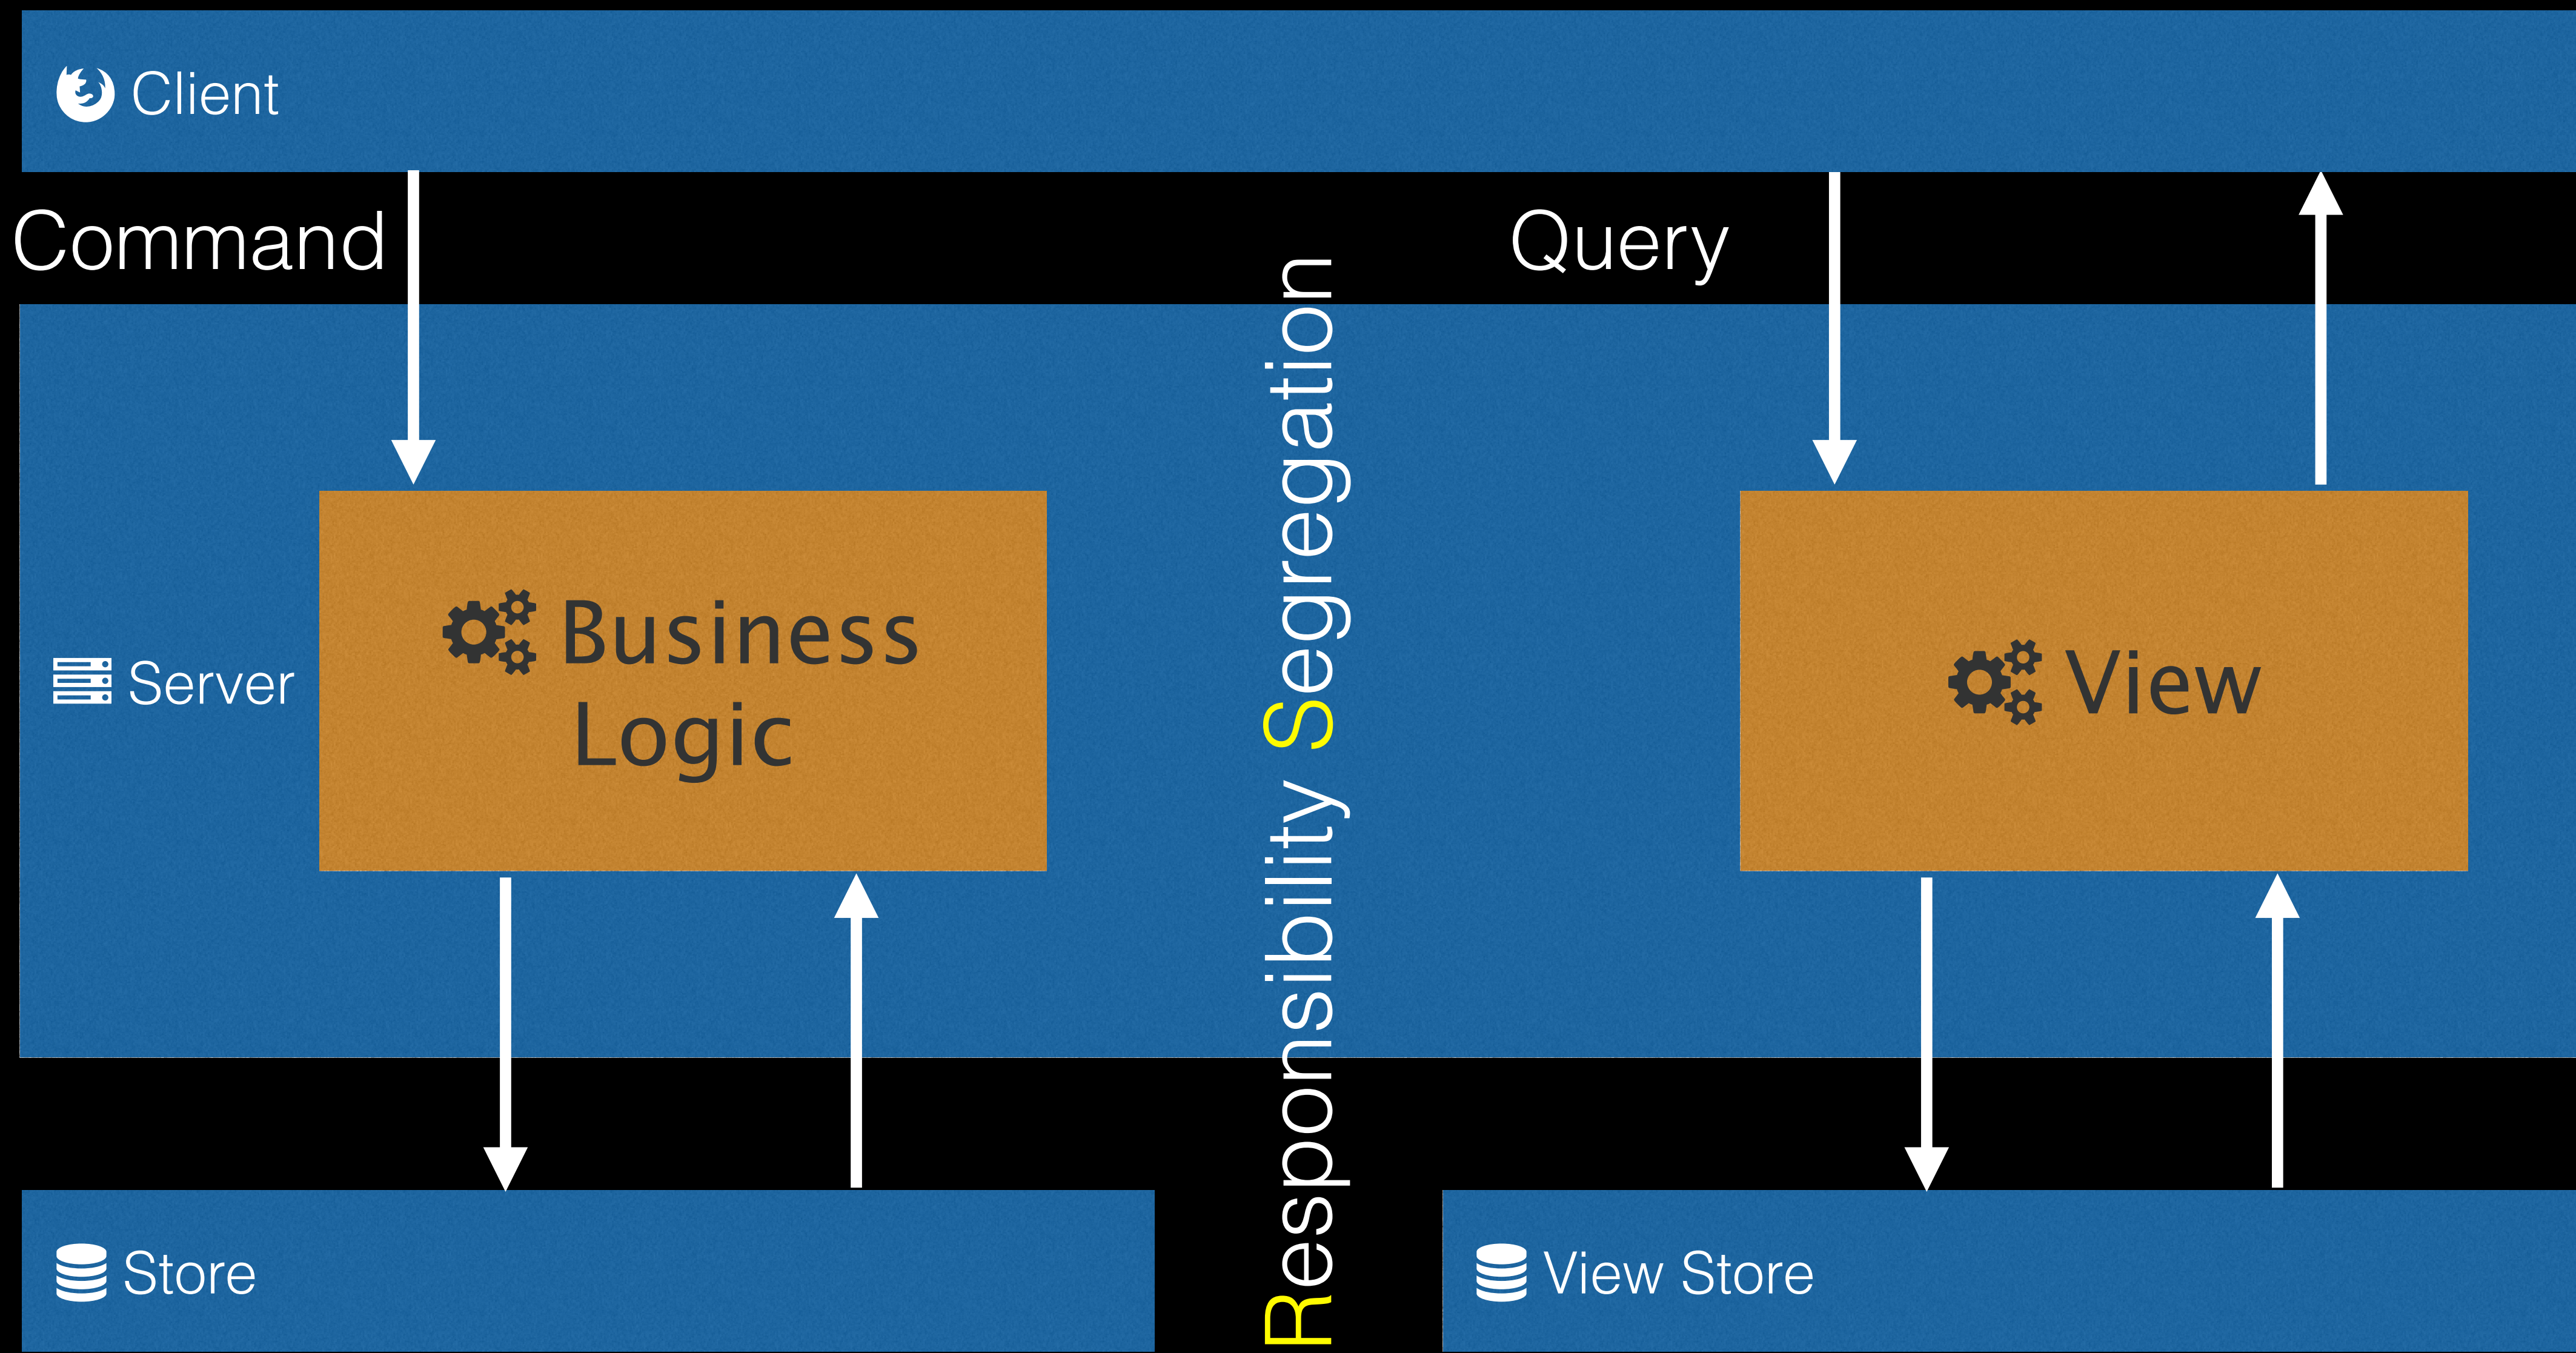 Client
Command
Query
Responsibility Segregation
Server
Business
Logic
View
Store
View Store